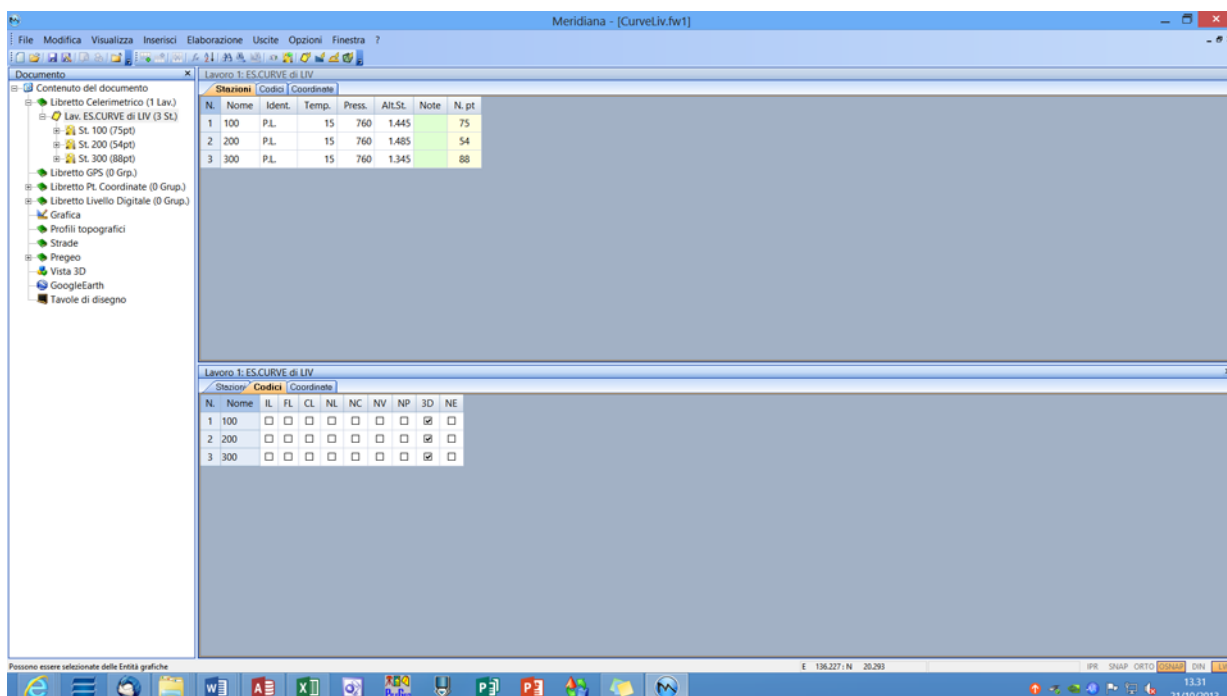 Meridiana - [CurveLiv.fw1]
File Modifica Visualizza Inserisci Elaborazione Uscite Opzioni Finestra ?
Documento
Contenuto del documento
Libretto Celerimetrico (1 Lav.)
Lav. ES.CURVE di LIV (3 St.)
St. 100 (75pt)
St. 200 (54pt)
St. 300 (88pt)
Libretto GPS (0 Grp.)
Libretto Pt. Coordinate (0 Grup.)
Libretto Livello Digitale (0 Grup.)
Grafica
Profili topografici
Strade
Pregeo
Vista 3D
GoogleEarth
Tavole di disegno
Lavoro 1: ES.CURVE di LIV
Stazioni Codici Coordinate
N. Nome Ident. Temp. Press. Alt.St. Note N. pt
1 100 P.L. 15 760 1.445 75
2 200 P.L. 15 760 1.485 54
3 300 P.L. 15 760 1.345 88
Lavoro 1: ES.CURVE di LIV
Stazioni Codici Coordinate
N. Nome IL FL CL NL NC NV NP 3D NE
1 100
2 200
3 300
Possono essere selezionate delle Entità grafiche
E 136.227 : N 20.293
IPR SNAP ORTO OSNAP DIN
13.31